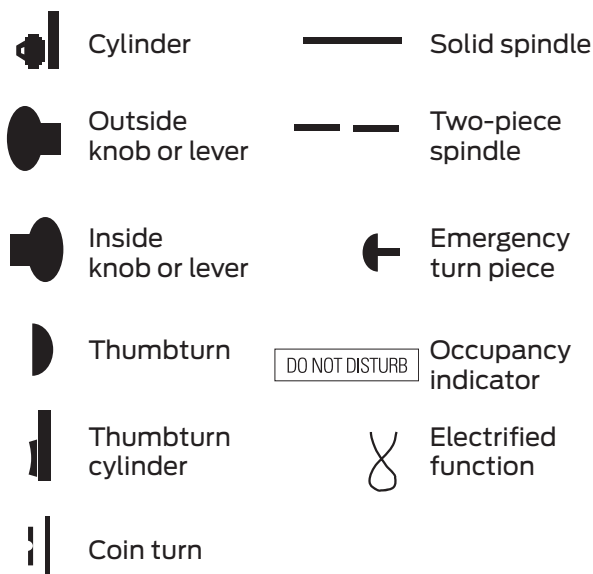 Cylinder
Solid spindle
Outside
knob or lever
Two-piece
spindle
Inside
knob or lever
Emergency
turn piece
Thumbturn
DO NOT DISTURB
Occupancy
indicator
Thumbturn
cylinder
Electrified
function
Coin turn